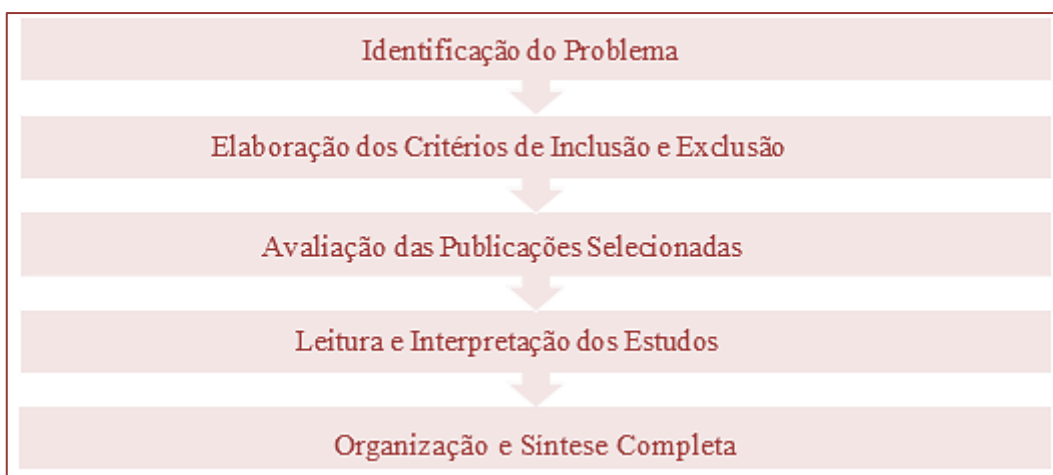 Identificação do Problema
Elaboração dos Critérios de Inclusão e Exclusão
Avaliação das Publicações Selecionadas
Leitura e Interpretação dos Estudos
Organização e Síntese Completa